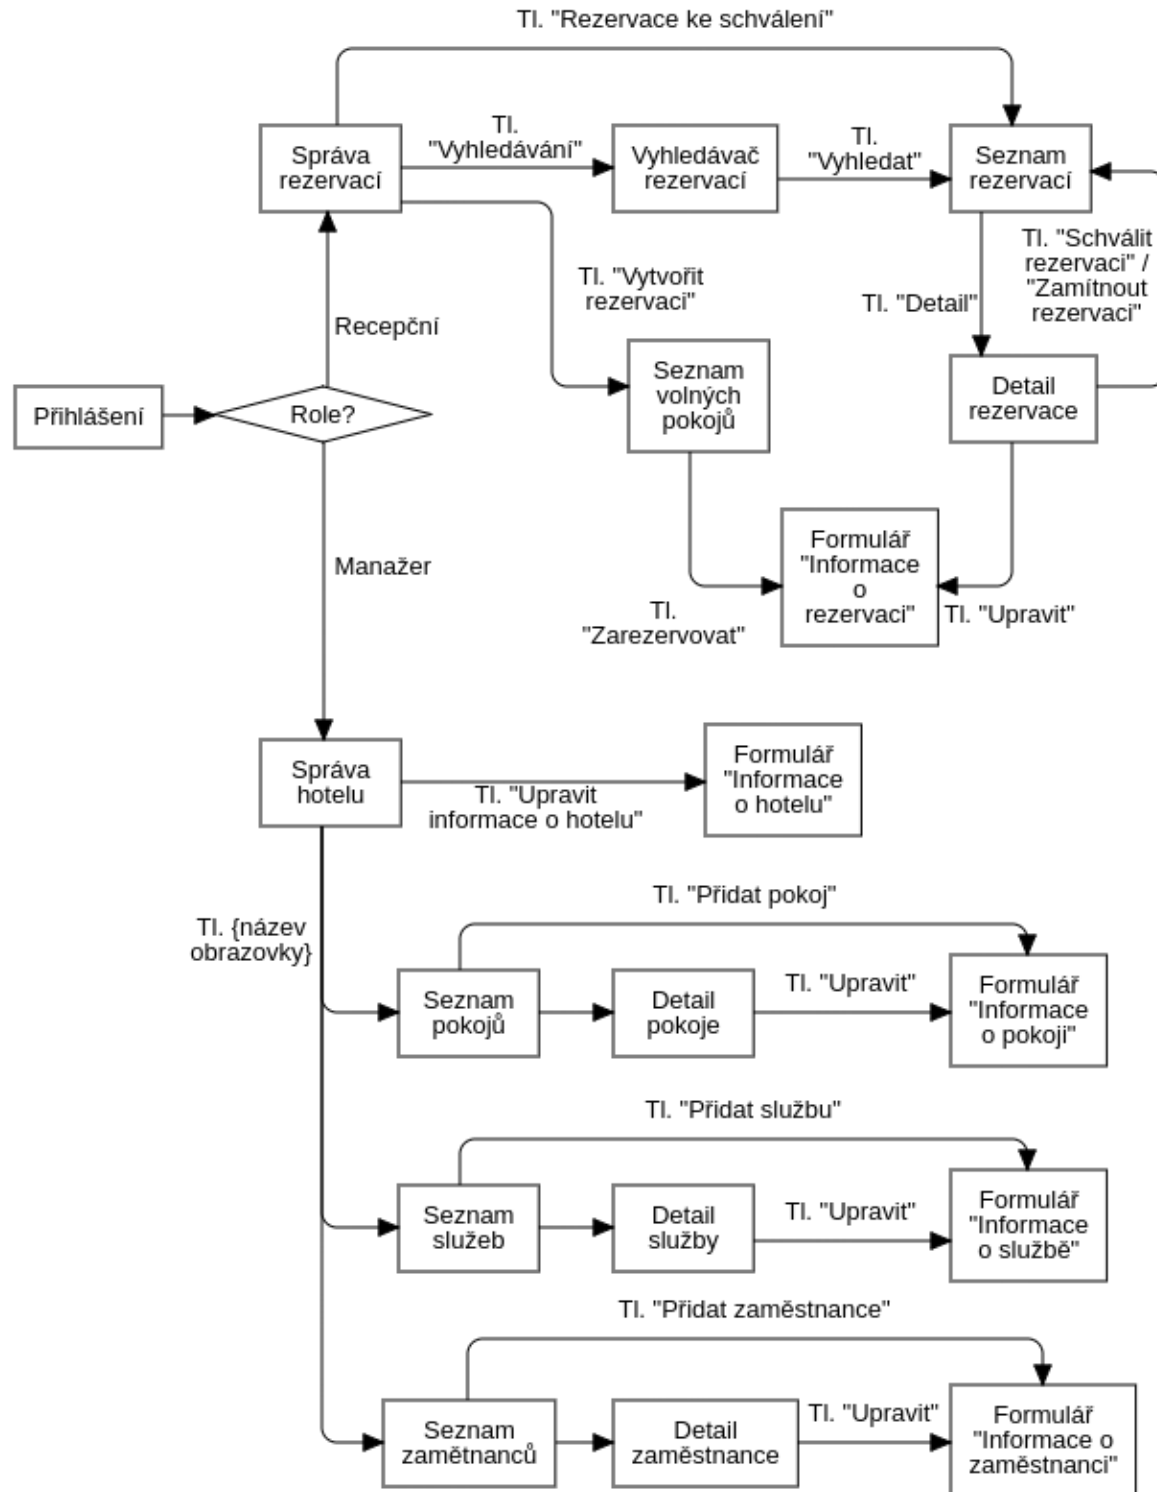 Tl. "Rezervace ke schválení"
Správa
rezervací
Tl.
"Vyhledávání"
Vyhledávač
rezervací
Tl.
"Vyhledat"
Seznam
rezervací
Tl. "Vytvořit
rezervaci"
Tl. "Detail"
Tl. "Schválit
rezervaci" /
"Zamítnout
rezervaci"
Recepční
Přihlášení
Role?
Seznam
volných
pokojů
Detail
rezervace
Manažer
Tl.
"Zarezervovat"
Formulář
"Informace
o
rezervaci"
Tl. "Upravit"
Správa
hotelu
Tl. "Upravit
informace o hotelu"
Formulář
"Informace
o hotelu"
Tl. {název
obrazovky}
Tl. "Přidat pokoj"
Seznam
pokojů
Detail
pokoje
Tl. "Upravit"
Formulář
"Informace
o pokoji"
Tl. "Přidat službu"
Seznam
služeb
Detail
služby
Tl. "Upravit"
Formulář
"Informace
o službě"
Tl. "Přidat zaměstnance"
Seznam
zamětnanců
Detail
zaměstnance
Tl. "Upravit"
Formulář
"Informace o
zaměstnanci"